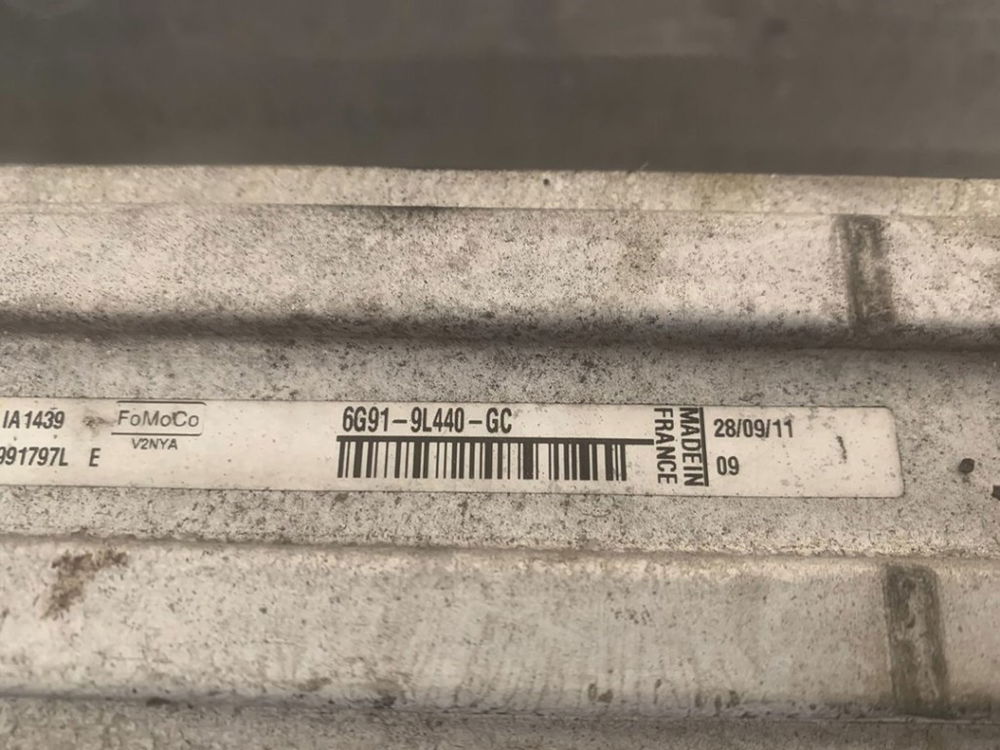 IA1439
991797L E
FoMoCo
V2NYA
6G91-9L440-GC
MADE IN
FRANCE
28/09/11
09